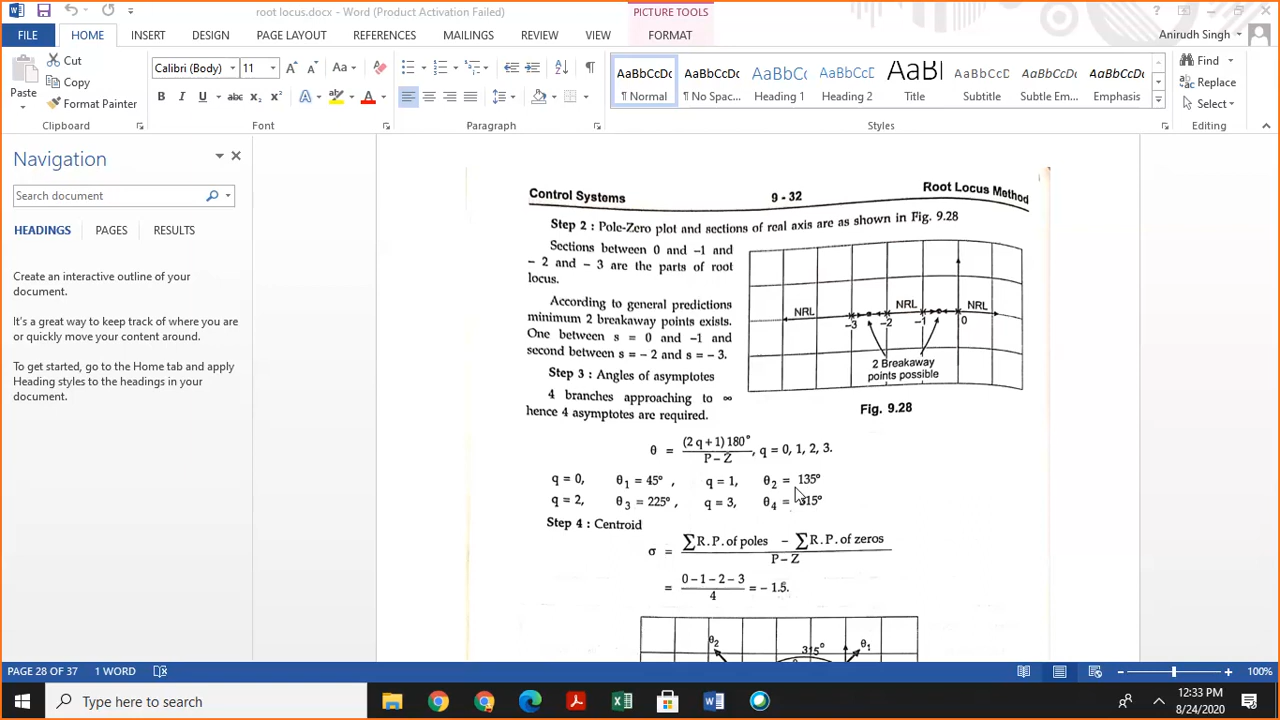 root locus.docx - Word (Product Activation Failed)
PICTURE TOOLS
FILE HOME INSERT DESIGN PAGE LAYOUT REFERENCES MAILINGS REVIEW VIEW FORMAT
Anirudh Singh
Paste
Cut
Copy
Format Painter
Calibri (Body) 11
AaBbCcDc AaBbCcDc AaBbCc AaBbCc AaBl AaBbCcD AaBbCcDc AaBbCcDc
¶ Normal ¶ No Spac... Heading 1 Heading 2 Title Subtitle Subtle Em... Emphasis
Find
Replace
Select
Clipboard Font Paragraph Styles Editing
Navigation
Search document
HEADINGS PAGES RESULTS
Create an interactive outline of your
document.
It's a great way to keep track of where you are
or quickly move your content around.
To get started, go to the Home tab and apply
Heading styles to the headings in your
document.
Control Systems 9 - 32 Root Locus Method
Step 2 : Pole-Zero plot and sections of real axis are as shown in Fig. 9.28
Sections between 0 and –1 and
– 2 and – 3 are the parts of root
locus.
According to general predictions
minimum 2 breakaway points exists.
One between s = 0 and –1 and
second between s = – 2 and s = – 3.
Step 3 : Angles of asymptotes
4 branches approaching to ∞
hence 4 asymptotes are required.
NRL NRL NRL
–3 –2 –1 0
2 Breakaway
points possible
Fig. 9.28
θ = (2 q + 1) 180° / P – Z , q = 0, 1, 2, 3.
q = 0, θ1 = 45° , q = 1, θ2 = 135°
q = 2, θ3 = 225° , q = 3, θ4 = 315°
Step 4 : Centroid
σ = ∑ R.P. of poles – ∑ R.P. of zeros / P – Z
= 0 – 1 – 2 – 3 / 4 = – 1.5.
θ2 315° θ1
PAGE 28 OF 37 1 WORD 100%
Type here to search
12:33 PM
8/24/2020